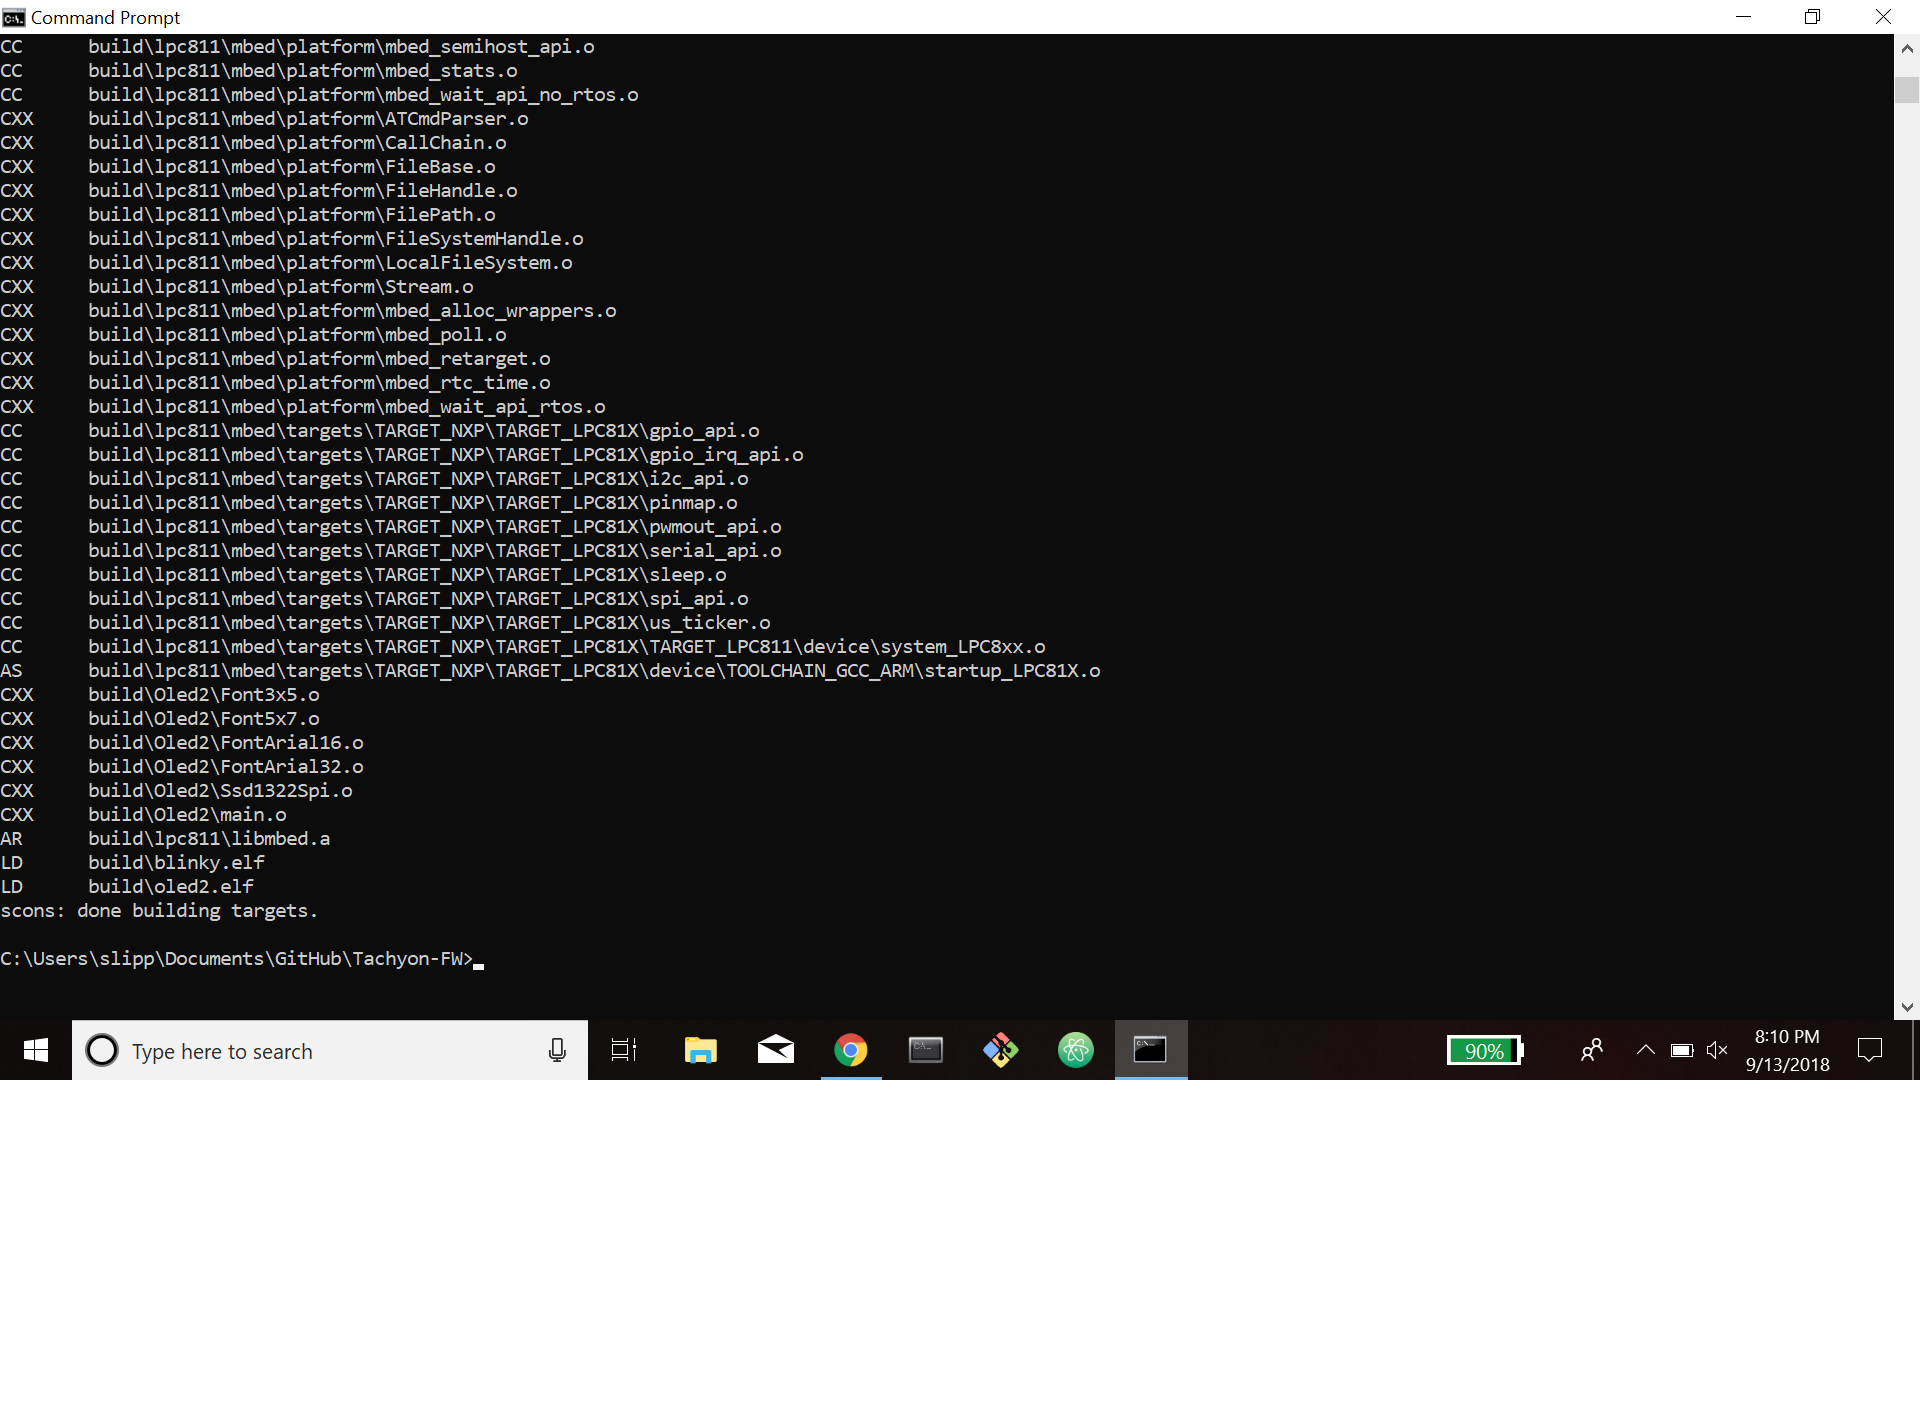 Command Prompt
CC build\lpc811\mbed\platform\mbed_semihost_api.o
CC build\lpc811\mbed\platform\mbed_stats.o
CC build\lpc811\mbed\platform\mbed_wait_api_no_rtos.o
CXX build\lpc811\mbed\platform\ATCmdParser.o
CXX build\lpc811\mbed\platform\CallChain.o
CXX build\lpc811\mbed\platform\FileBase.o
CXX build\lpc811\mbed\platform\FileHandle.o
CXX build\lpc811\mbed\platform\FilePath.o
CXX build\lpc811\mbed\platform\FileSystemHandle.o
CXX build\lpc811\mbed\platform\LocalFileSystem.o
CXX build\lpc811\mbed\platform\Stream.o
CXX build\lpc811\mbed\platform\mbed_alloc_wrappers.o
CXX build\lpc811\mbed\platform\mbed_poll.o
CXX build\lpc811\mbed\platform\mbed_retarget.o
CXX build\lpc811\mbed\platform\mbed_rtc_time.o
CXX build\lpc811\mbed\platform\mbed_wait_api_rtos.o
CC build\lpc811\mbed\targets\TARGET_NXP\TARGET_LPC81X\gpio_api.o
CC build\lpc811\mbed\targets\TARGET_NXP\TARGET_LPC81X\gpio_irq_api.o
CC build\lpc811\mbed\targets\TARGET_NXP\TARGET_LPC81X\i2c_api.o
CC build\lpc811\mbed\targets\TARGET_NXP\TARGET_LPC81X\pinmap.o
CC build\lpc811\mbed\targets\TARGET_NXP\TARGET_LPC81X\pwmout_api.o
CC build\lpc811\mbed\targets\TARGET_NXP\TARGET_LPC81X\serial_api.o
CC build\lpc811\mbed\targets\TARGET_NXP\TARGET_LPC81X\sleep.o
CC build\lpc811\mbed\targets\TARGET_NXP\TARGET_LPC81X\spi_api.o
CC build\lpc811\mbed\targets\TARGET_NXP\TARGET_LPC81X\us_ticker.o
CC build\lpc811\mbed\targets\TARGET_NXP\TARGET_LPC81X\TARGET_LPC811\device\system_LPC8xx.o
AS build\lpc811\mbed\targets\TARGET_NXP\TARGET_LPC81X\device\TOOLCHAIN_GCC_ARM\startup_LPC81X.o
CXX build\Oled2\Font3x5.o
CXX build\Oled2\Font5x7.o
CXX build\Oled2\FontArial16.o
CXX build\Oled2\FontArial32.o
CXX build\Oled2\Ssd1322Spi.o
CXX build\Oled2\main.o
AR build\lpc811\libmbed.a
LD build\blinky.elf
LD build\oled2.elf
scons: done building targets.
C:\Users\slipp\Documents\GitHub\Tachyon-FW>
Type here to search
90%
8:10 PM
9/13/2018